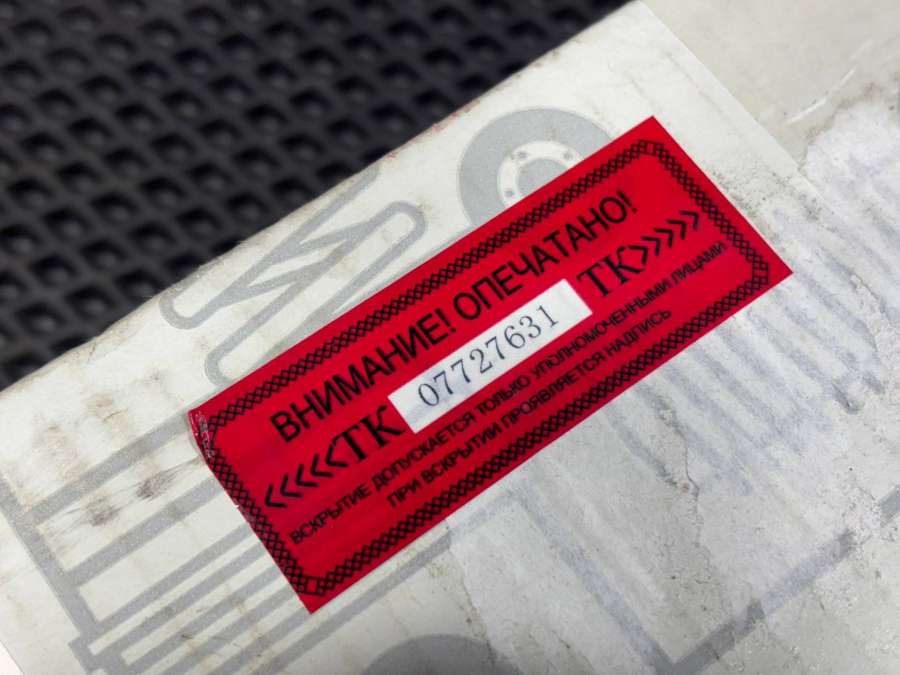 ВНИМАНИЕ! ОПЕЧАТАНО!
<<<<<ТК 07727631 ТК>>>>>
ВСКРЫТИЕ ДОПУСКАЕТСЯ ТОЛЬКО УПОЛНОМОЧЕННЫМИ ЛИЦАМИ
ПРИ ВСКРЫТИИ ПРОЯВЛЯЕТСЯ НАДПИСЬ